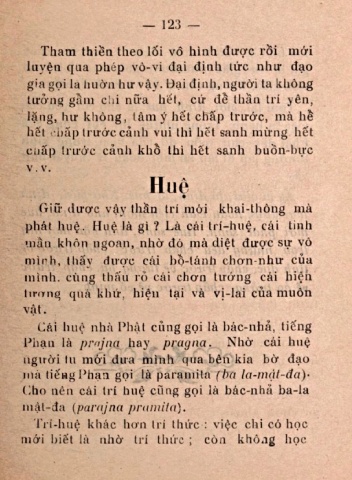 — 123 —
Tham thiền theo lối vô hình được rồi mới
luyện qua phép vô-vi đại định tức như đạo
gia gọi là huờn hư vậy. Đại định, người ta không
tưởng gẫm chi nữa hết, cứ để thần trí yên,
lặng, hư không, tâm ý hết chấp trước, mà hễ
hết chấp trước cảnh vui thì hết sanh mừng hết
chấp trước cảnh khổ thì hết sanh buồn-bực
v.v.
Huệ
Giữ được vậy thần trí mới khai-thông mà
phát huệ. Huệ là gì ? Là cái trí-huệ, cái tinh
mần khôn ngoan, nhờ đó mà diệt được sự vô
minh, thấy được cái bồ-tánh chơn-như của
mình. cùng thấu rỏ cái chơn tướng cái hiện
tượng quá khứ, hiện tại và vị-lai của muôn
vật.
Cái huệ nhà Phật cũng gọi là bác-nhả, tiếng
Phạn là prajna hay pragna. Nhờ cái huệ
người tu mới đưa mình qua bên kia bờ đạo
mà tiếng Phạn gọi là paramita (ba la-mật-đa).
Cho nên cái trí huệ cũng gọi là bác-nhả ba-la
mật-đa (parajna pramita).
Trí-huệ khác hơn trí thức : việc chi có học
mới biết là nhờ trí thức ; còn không học